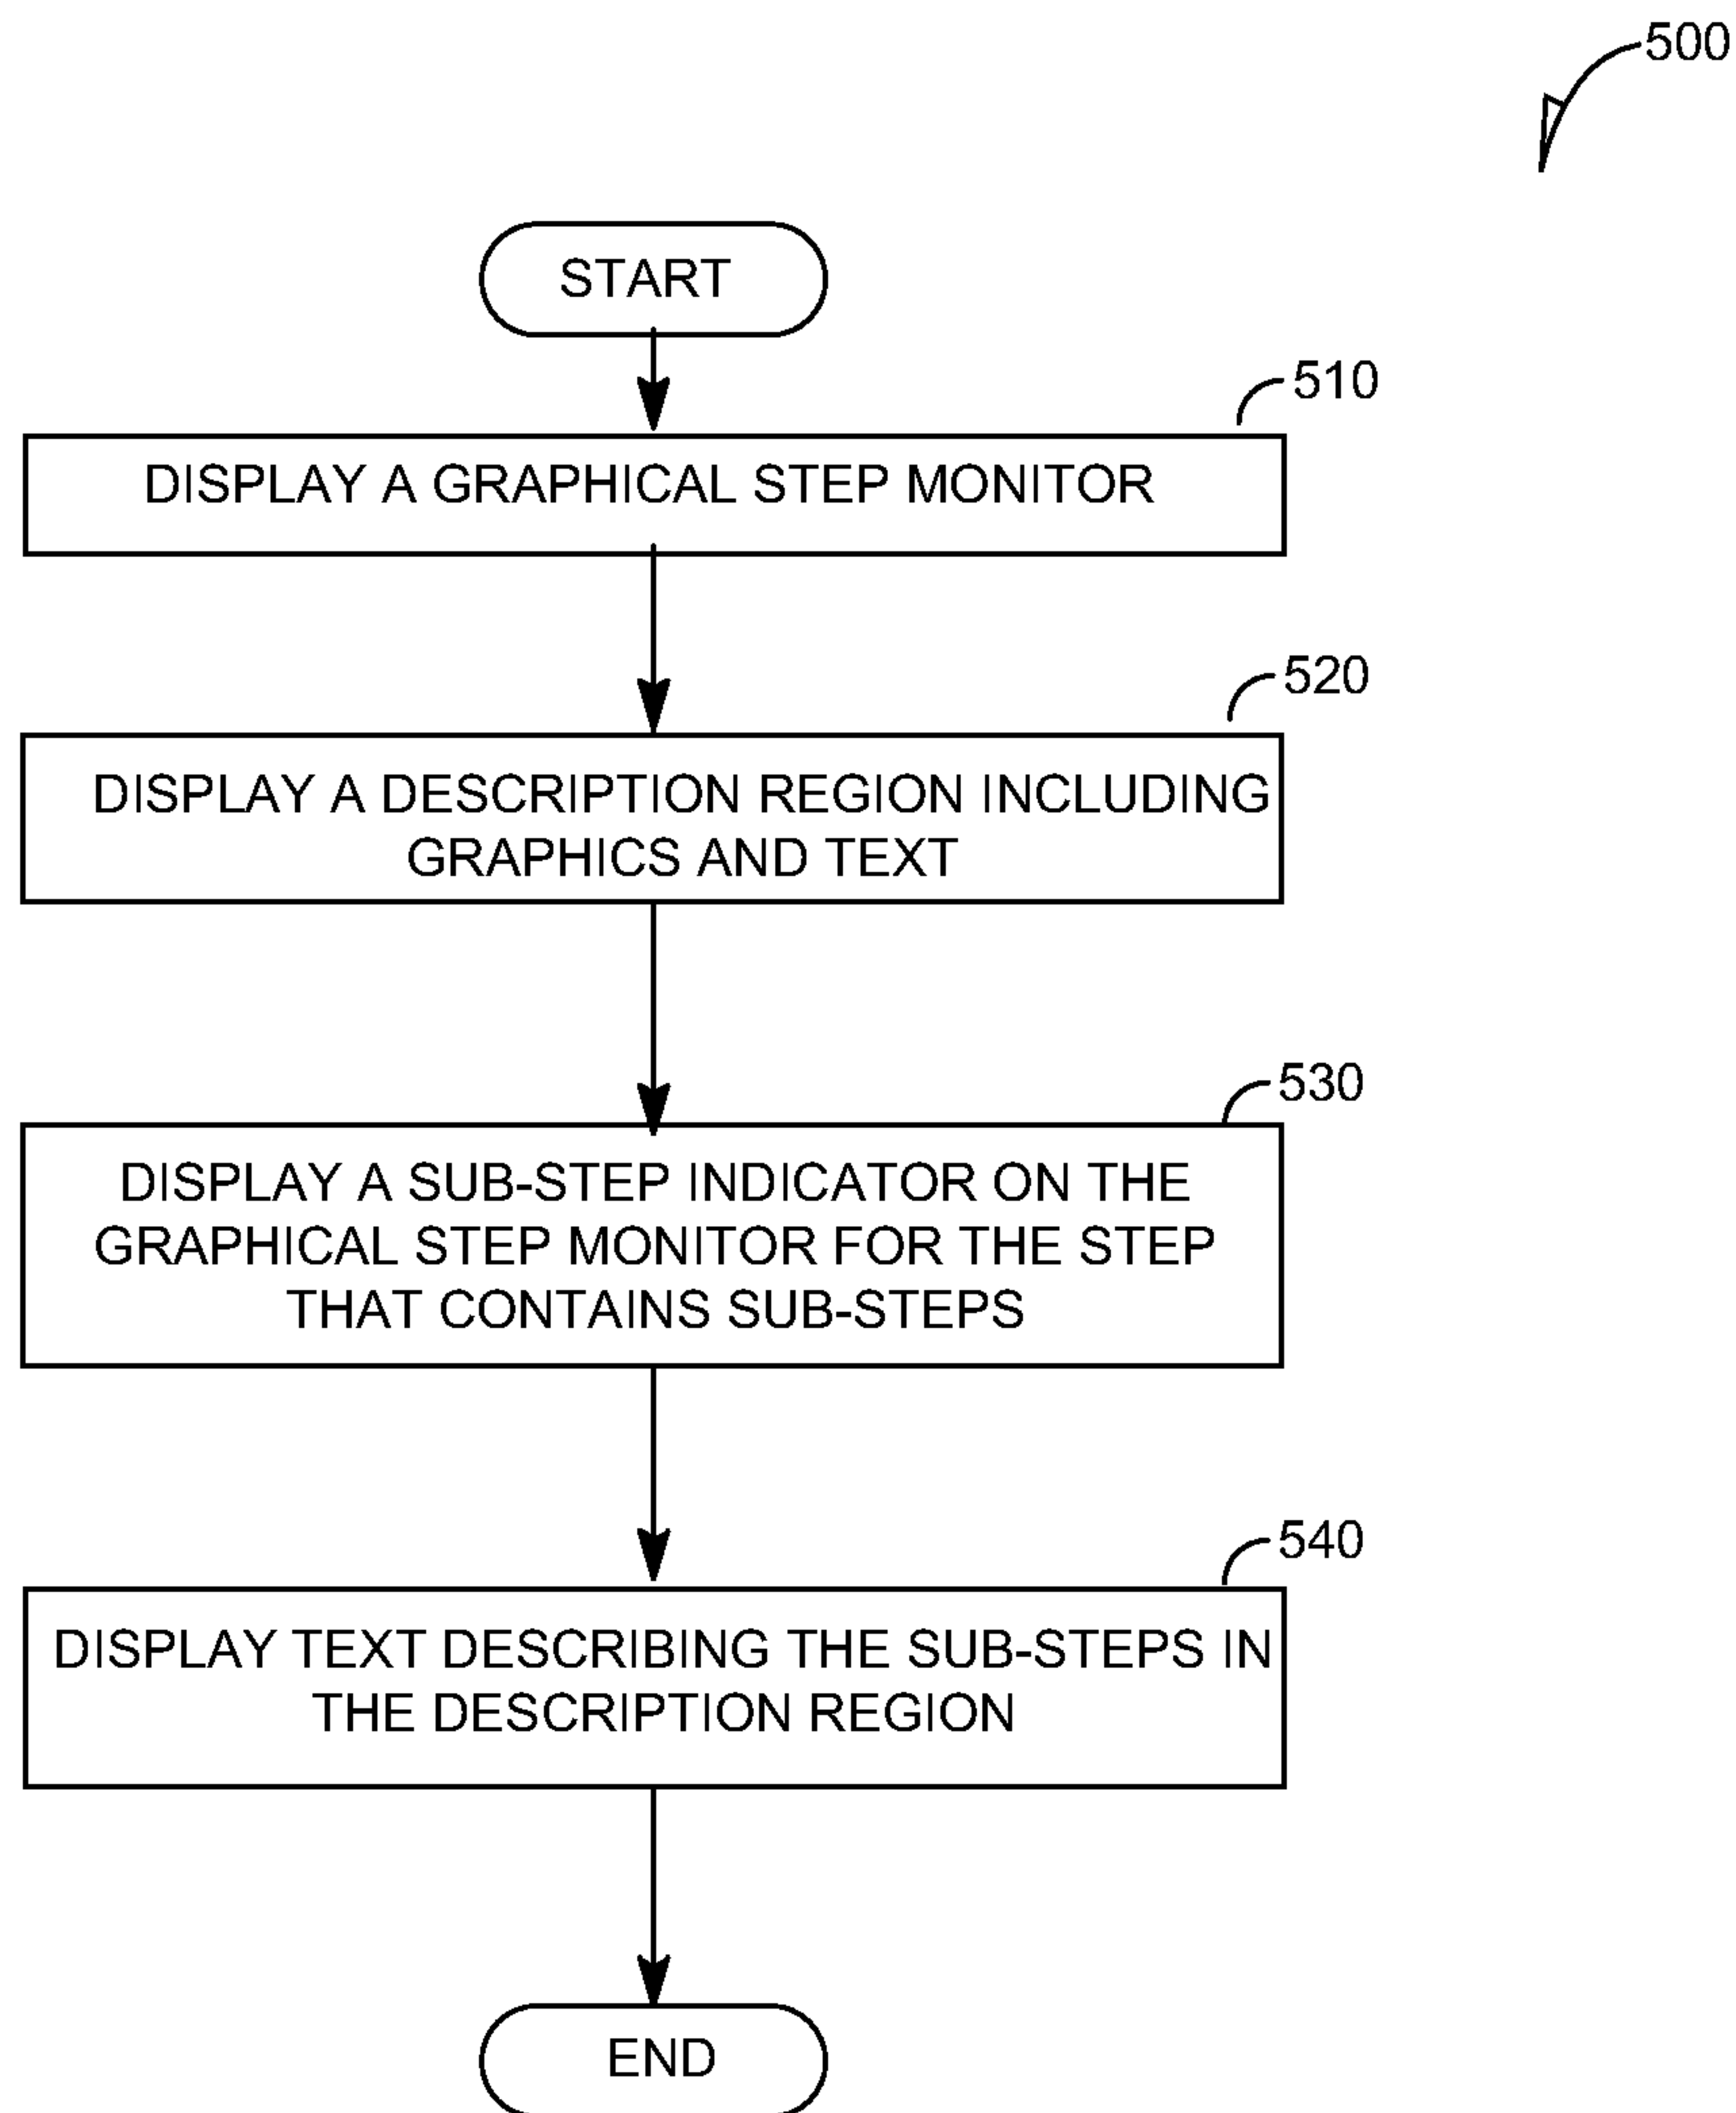 500
START
510
DISPLAY A GRAPHICAL STEP MONITOR
520
DISPLAY A DESCRIPTION REGION INCLUDING
GRAPHICS AND TEXT
530
DISPLAY A SUB-STEP INDICATOR ON THE
GRAPHICAL STEP MONITOR FOR THE STEP
THAT CONTAINS SUB-STEPS
540
DISPLAY TEXT DESCRIBING THE SUB-STEPS IN
THE DESCRIPTION REGION
END